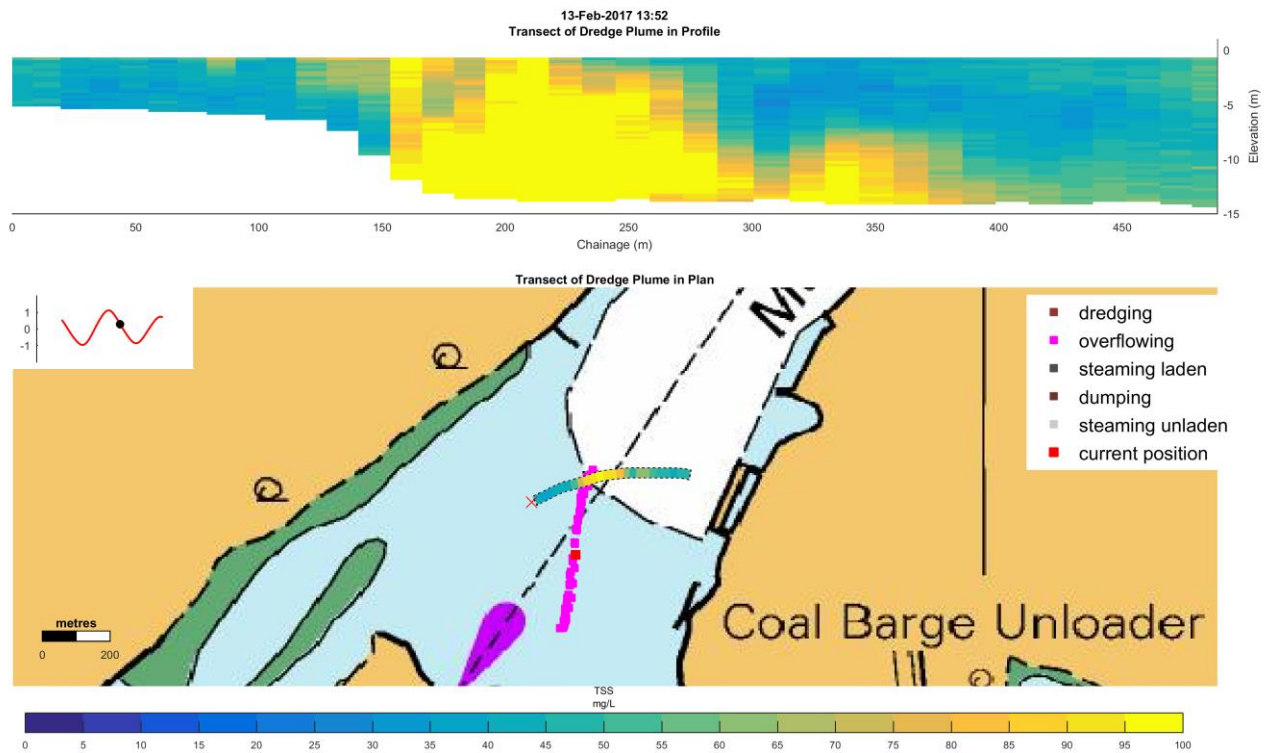 13-Feb-2017 13:52
Transect of Dredge Plume in Profile
0
-5
-10
-15
Elevation (m)
0 50 100 150 200 250 300 350 400 450
Chainage (m)
Transect of Dredge Plume in Plan
1
0
-1
dredging
overflowing
steaming laden
dumping
steaming unladen
current position
Coal Barge Unloader
metres
0 200
TSS
mg/L
0 5 10 15 20 25 30 35 40 45 50 55 60 65 70 75 80 85 90 95 100